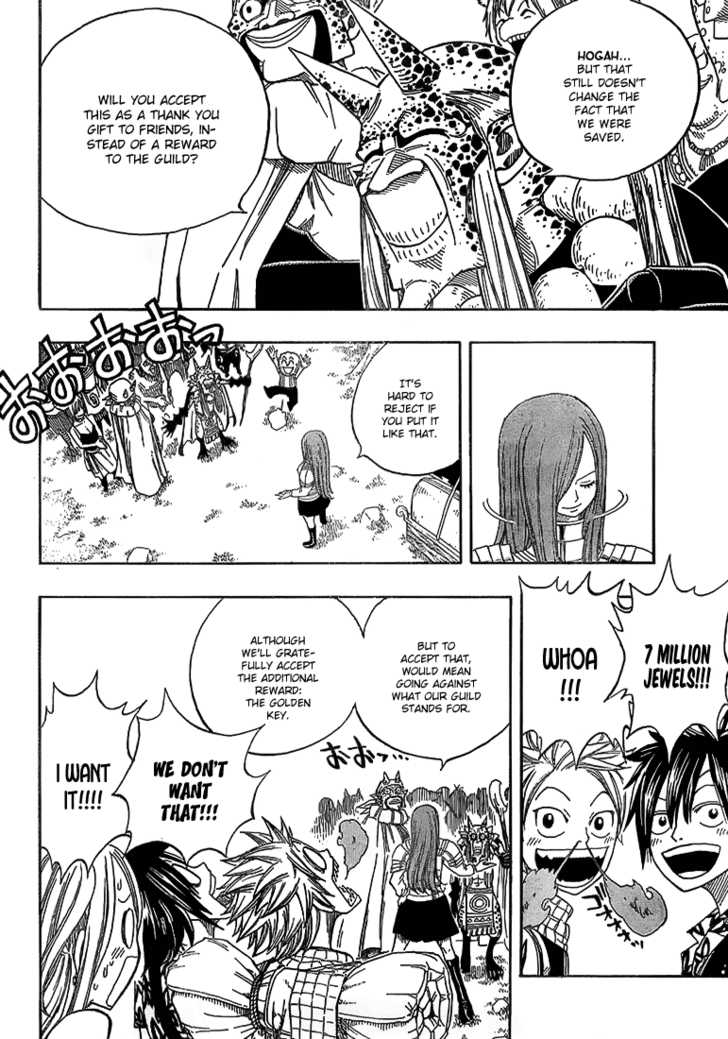 HOGAH...
BUT THAT
STILL DOESN'T
CHANGE THE
FACT THAT
WE WERE
SAVED.
WILL YOU ACCEPT
THIS AS A THANK YOU
GIFT TO FRIENDS, IN-
STEAD OF A REWARD
TO THE GUILD?
IT'S
HARD TO
REJECT IF
YOU PUT IT
LIKE THAT.
おおおおおっ
7 MILLION
JEWELS!!!
WHOA
!!!
BUT TO
ACCEPT THAT,
WOULD MEAN
GOING AGAINST
WHAT OUR GUILD
STANDS FOR.
ALTHOUGH
WE'LL GRATE-
FULLY ACCEPT
THE ADDITIONAL
REWARD:
THE GOLDEN
KEY.
おおっ...
WE DON'T
WANT
THAT!!!
I WANT
IT!!!!